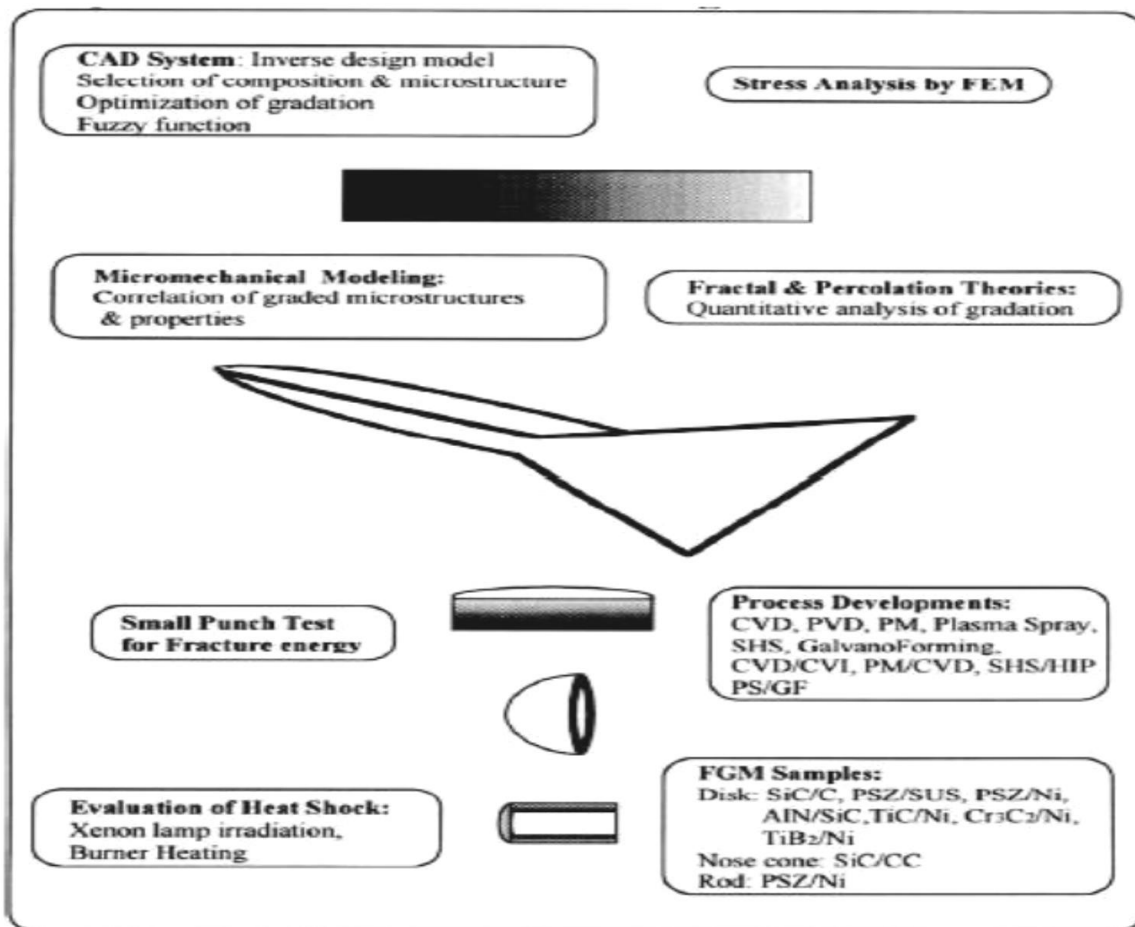 CAD System: Inverse design model
Selection of composition & microstructure
Optimization of gradation
Fuzzy function
Stress Analysis by FEM
Micromechanical Modeling:
Correlation of graded microstructures
& properties
Fractal & Percolation Theories:
Quantitative analysis of gradation
Small Punch Test
for Fracture energy
Process Developments:
CVD, PVD, PM, Plasma Spray,
SHS, GalvanoForming,
CVD/CVI, PM/CVD, SHS/HIP
PS/GF
Evaluation of Heat Shock:
Xenon lamp irradiation,
Burner Heating
FGM Samples:
Disk: SiC/C, PSZ/SUS, PSZ/Ni,
AlN/SiC,TiC/Ni, Cr3C2/Ni,
TiB2/Ni
Nose cone: SiC/CC
Rod: PSZ/Ni